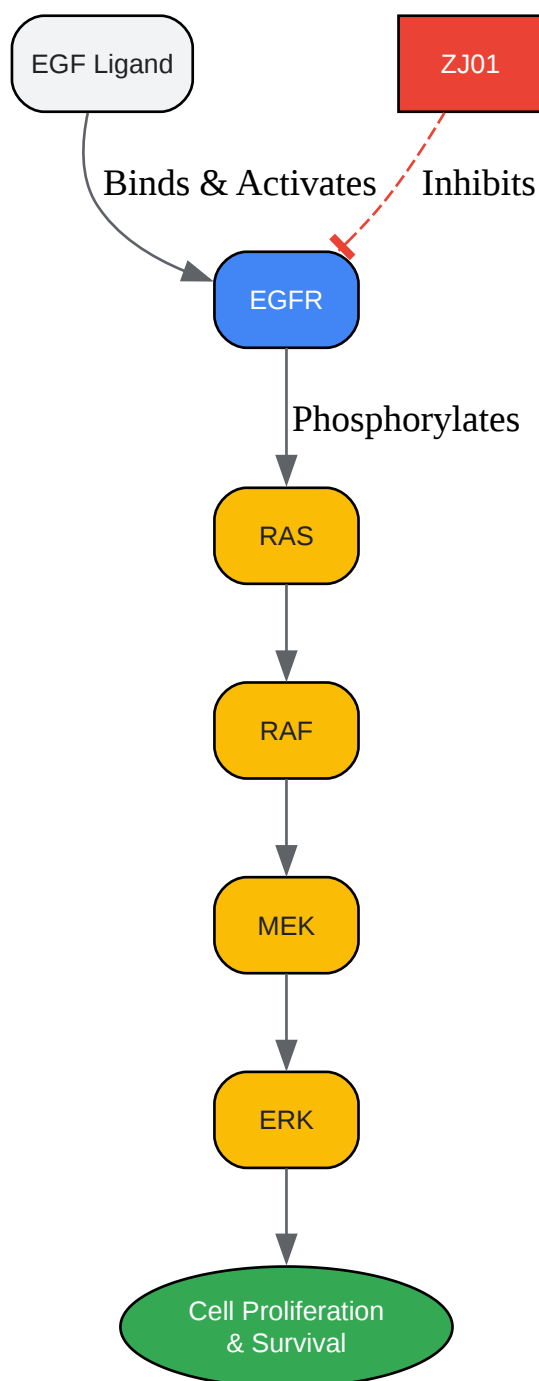 EGF Ligand
ZJ01
Binds & Activates
Inhibits
EGFR
Phosphorylates
RAS
RAF
MEK
ERK
Cell Proliferation
& Survival